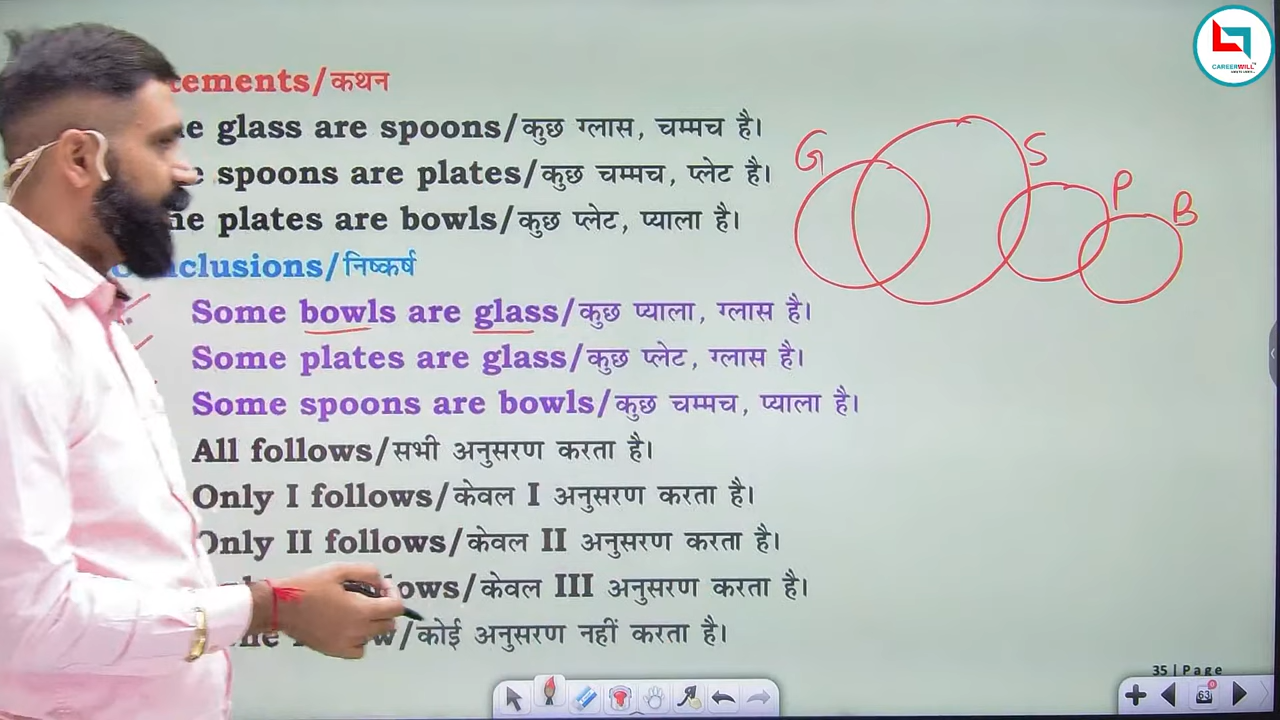 tements/कथन
e glass are spoons/कुछ ग्लास, चम्मच है।
spoons are plates/कुछ चम्मच, प्लेट है।
ne plates are bowls/कुछ प्लेट, प्याला है।
nclusions/निष्कर्ष
Some bowls are glass/कुछ प्याला, ग्लास है।
Some plates are glass/कुछ प्लेट, ग्लास है।
Some spoons are bowls/कुछ चम्मच, प्याला है।
All follows/सभी अनुसरण करता है।
Only I follows/केवल I अनुसरण करता है।
Only II follows/केवल II अनुसरण करता है।
ows/केवल III अनुसरण करता है।
w/कोई अनुसरण नहीं करता है।
G S P B
CAREERWILL
35 | Page
63